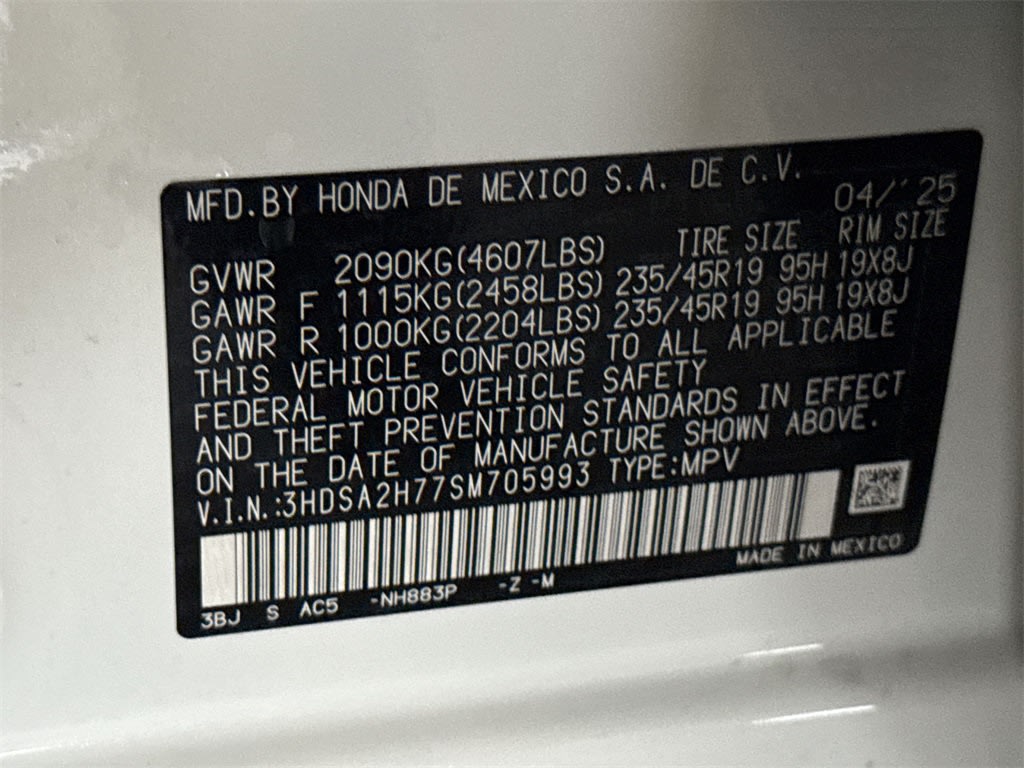 MFD.BY HONDA DE MEXICO S.A. DE C.V.
04/'25
TIRE SIZE RIM SIZE
GVWR 2090KG(4607LBS)
GAWR F 1115KG(2458LBS) 235/45R19 95H 19X8J
GAWR R 1000KG(2204LBS) 235/45R19 95H 19X8J
THIS VEHICLE CONFORMS TO ALL APPLICABLE
FEDERAL MOTOR VEHICLE SAFETY
AND THEFT PREVENTION STANDARDS IN EFFECT
ON THE DATE OF MANUFACTURE SHOWN ABOVE.
V.I.N.:3HDSA2H77SM705993 TYPE:MPV
MADE IN MEXICO
3BJ S AC5 -NH883P -Z -M